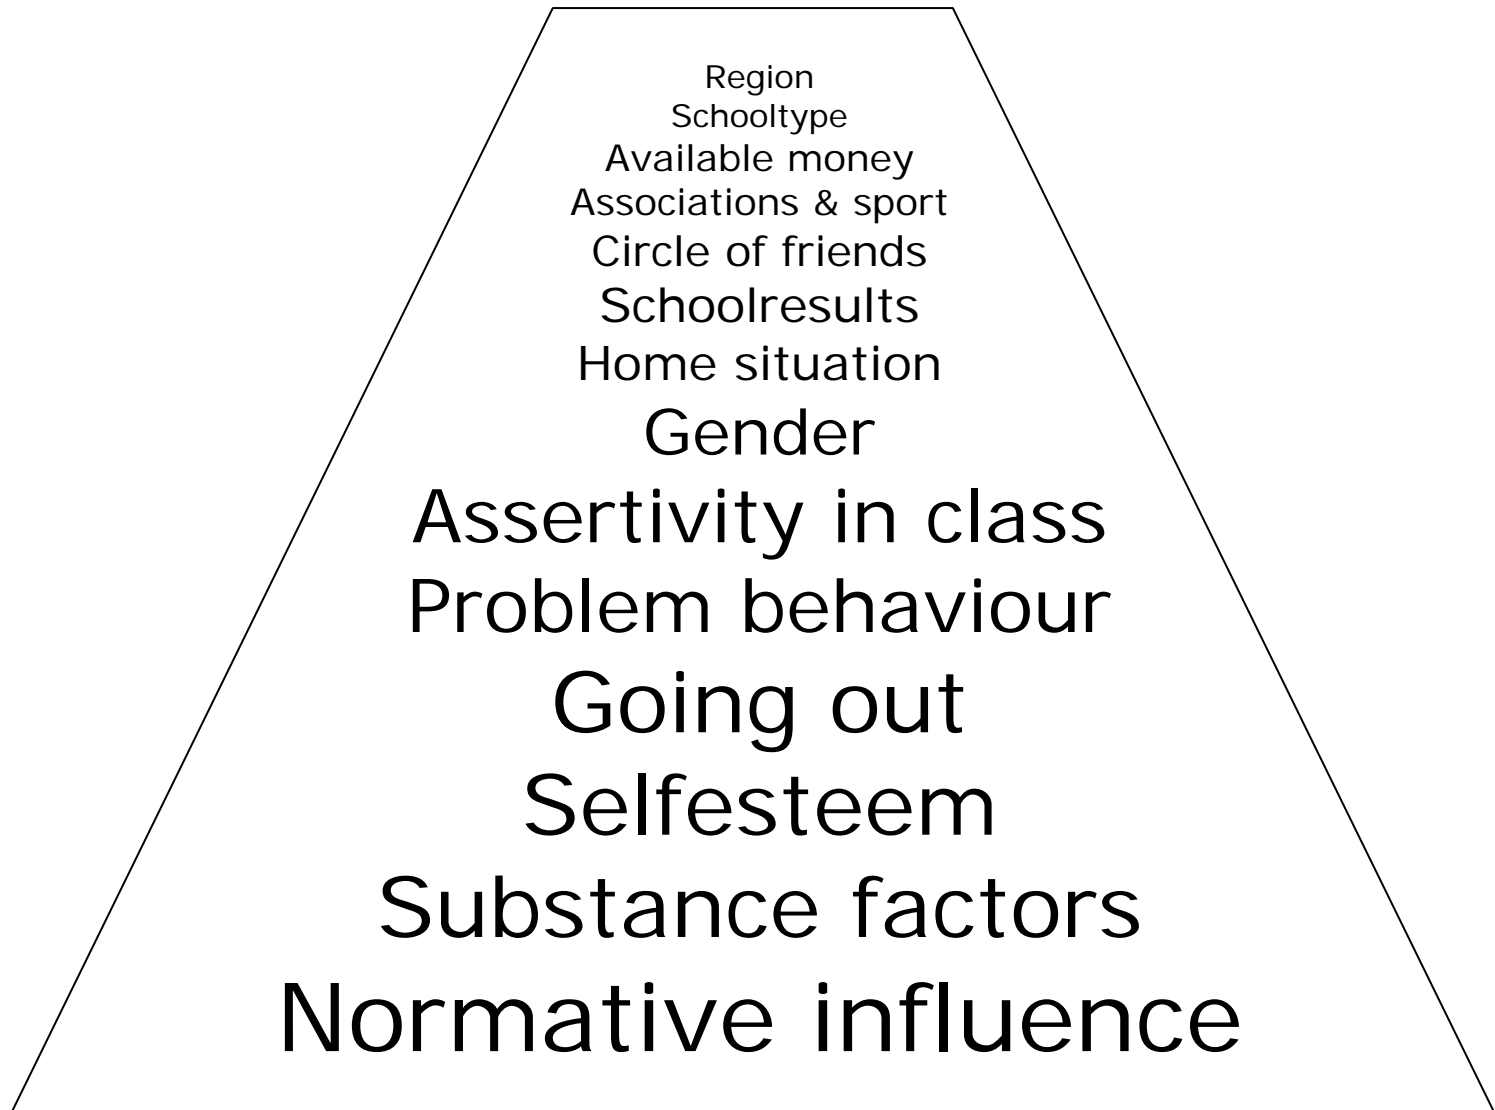 Region
Schooltype
Available money
Associations & sport
Circle of friends
Schoolresults
Home situation
Gender
Assertivity in class
Problem behaviour
Going out
Selfesteem
Substance factors
Normative influence